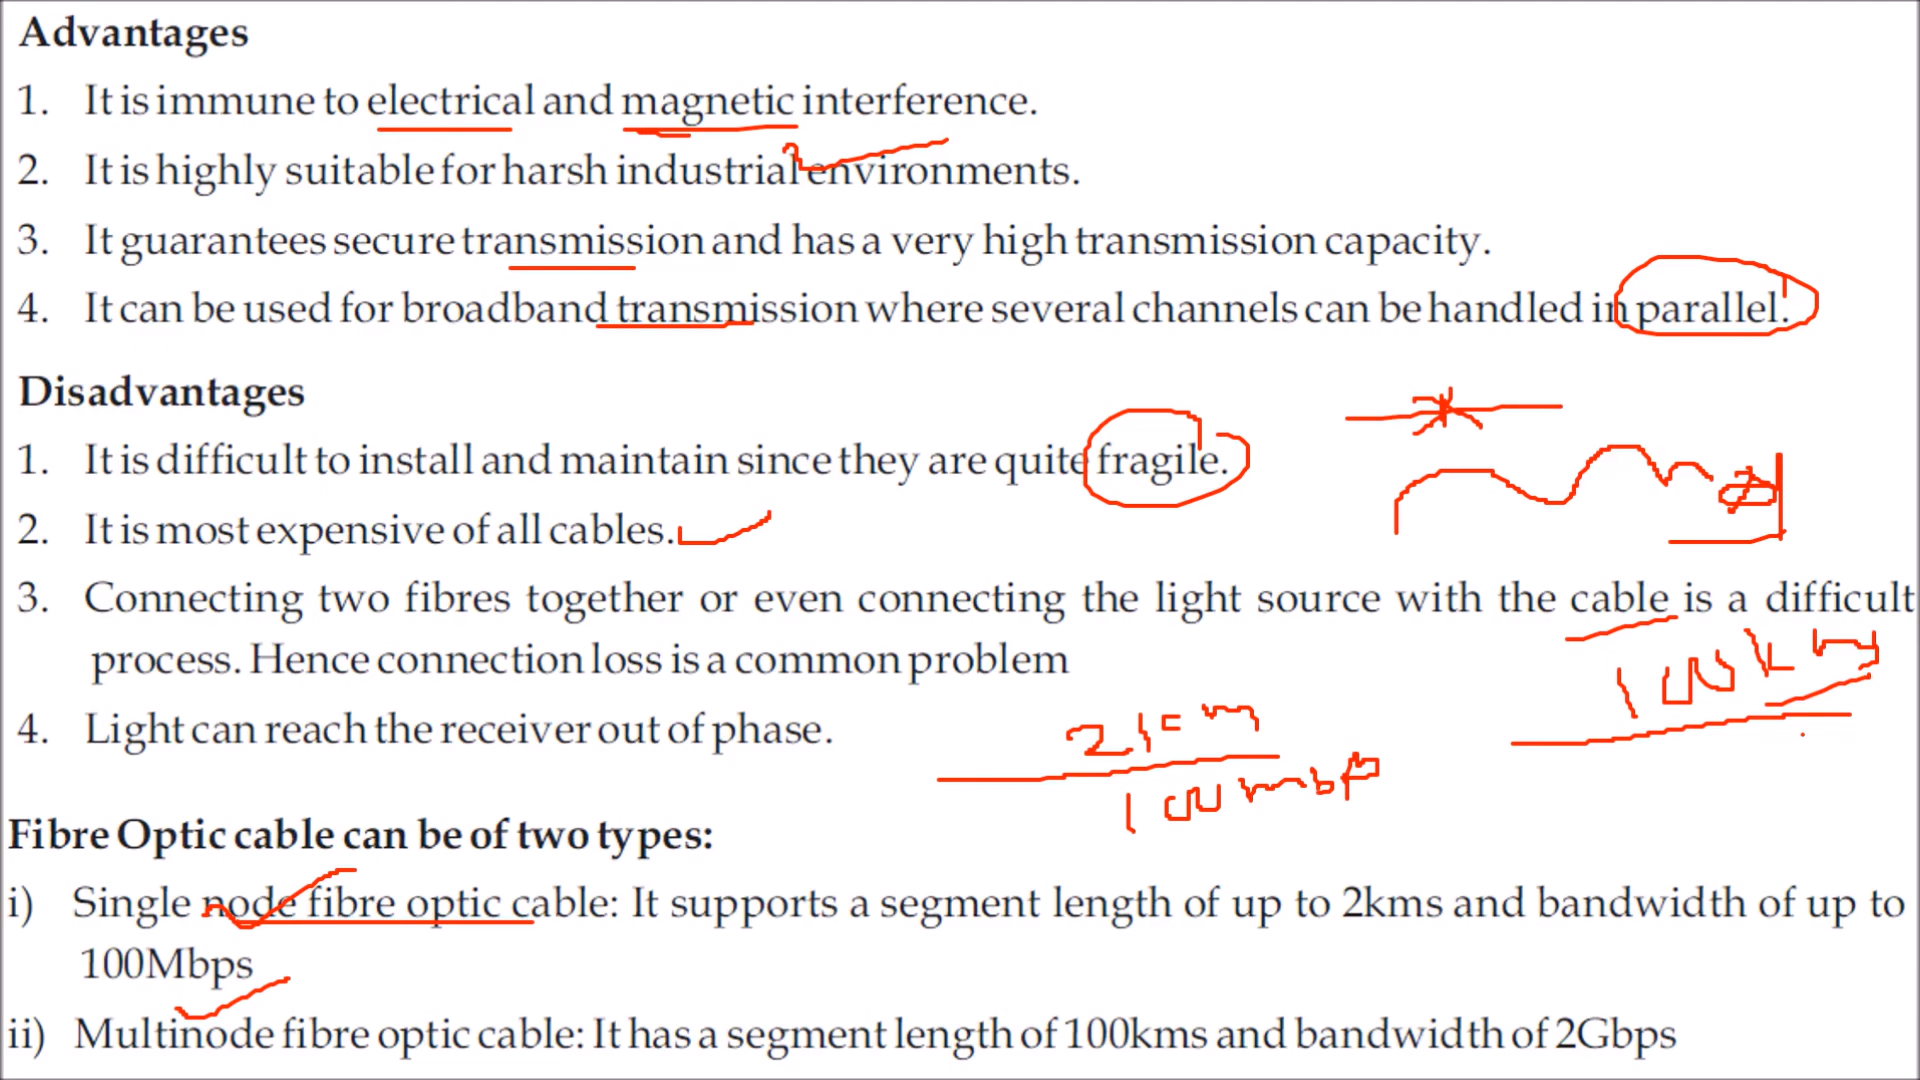 Advantages
1. It is immune to electrical and magnetic interference.
2. It is highly suitable for harsh industrial environments.
3. It guarantees secure transmission and has a very high transmission capacity.
4. It can be used for broadband transmission where several channels can be handled in parallel.
Disadvantages
1. It is difficult to install and maintain since they are quite fragile.
2. It is most expensive of all cables.
3. Connecting two fibres together or even connecting the light source with the cable is a difficult
process. Hence connection loss is a common problem
100k
4. Light can reach the receiver out of phase.
2km
100mbp
Fibre Optic cable can be of two types:
i) Single node fibre optic cable: It supports a segment length of up to 2kms and bandwidth of up to
100Mbps
ii) Multinode fibre optic cable: It has a segment length of 100kms and bandwidth of 2Gbps